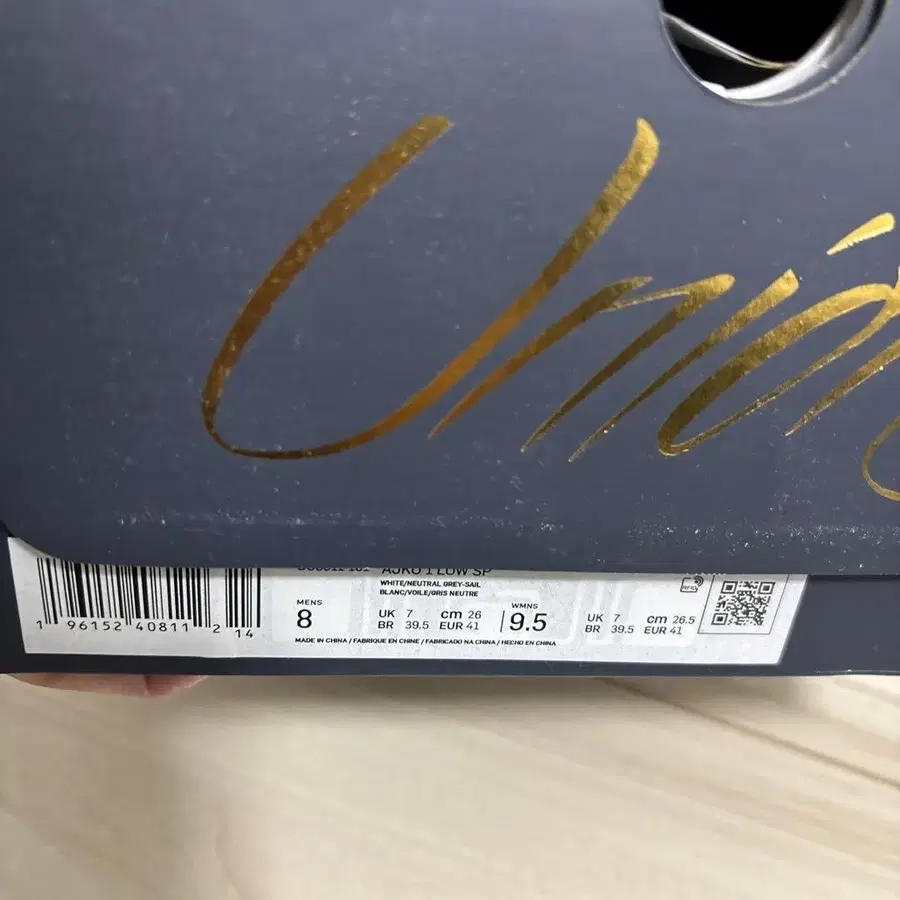 Union
AJKO 1 LOW SP
WHITE/NEUTRAL GREY-SAIL
BLANC/VOILE/GRIS NEUTRE
MENS
8
UK 7 cm 26
BR 39.5 EUR 41
WMNS
9.5
UK 7 cm 26.5
BR 39.5 EUR 41
RFID
1 96152 40811 2 14
MADE IN CHINA / FABRIQUE EN CHINE / FABRICADO NA CHINA / HECHO EN CHINA